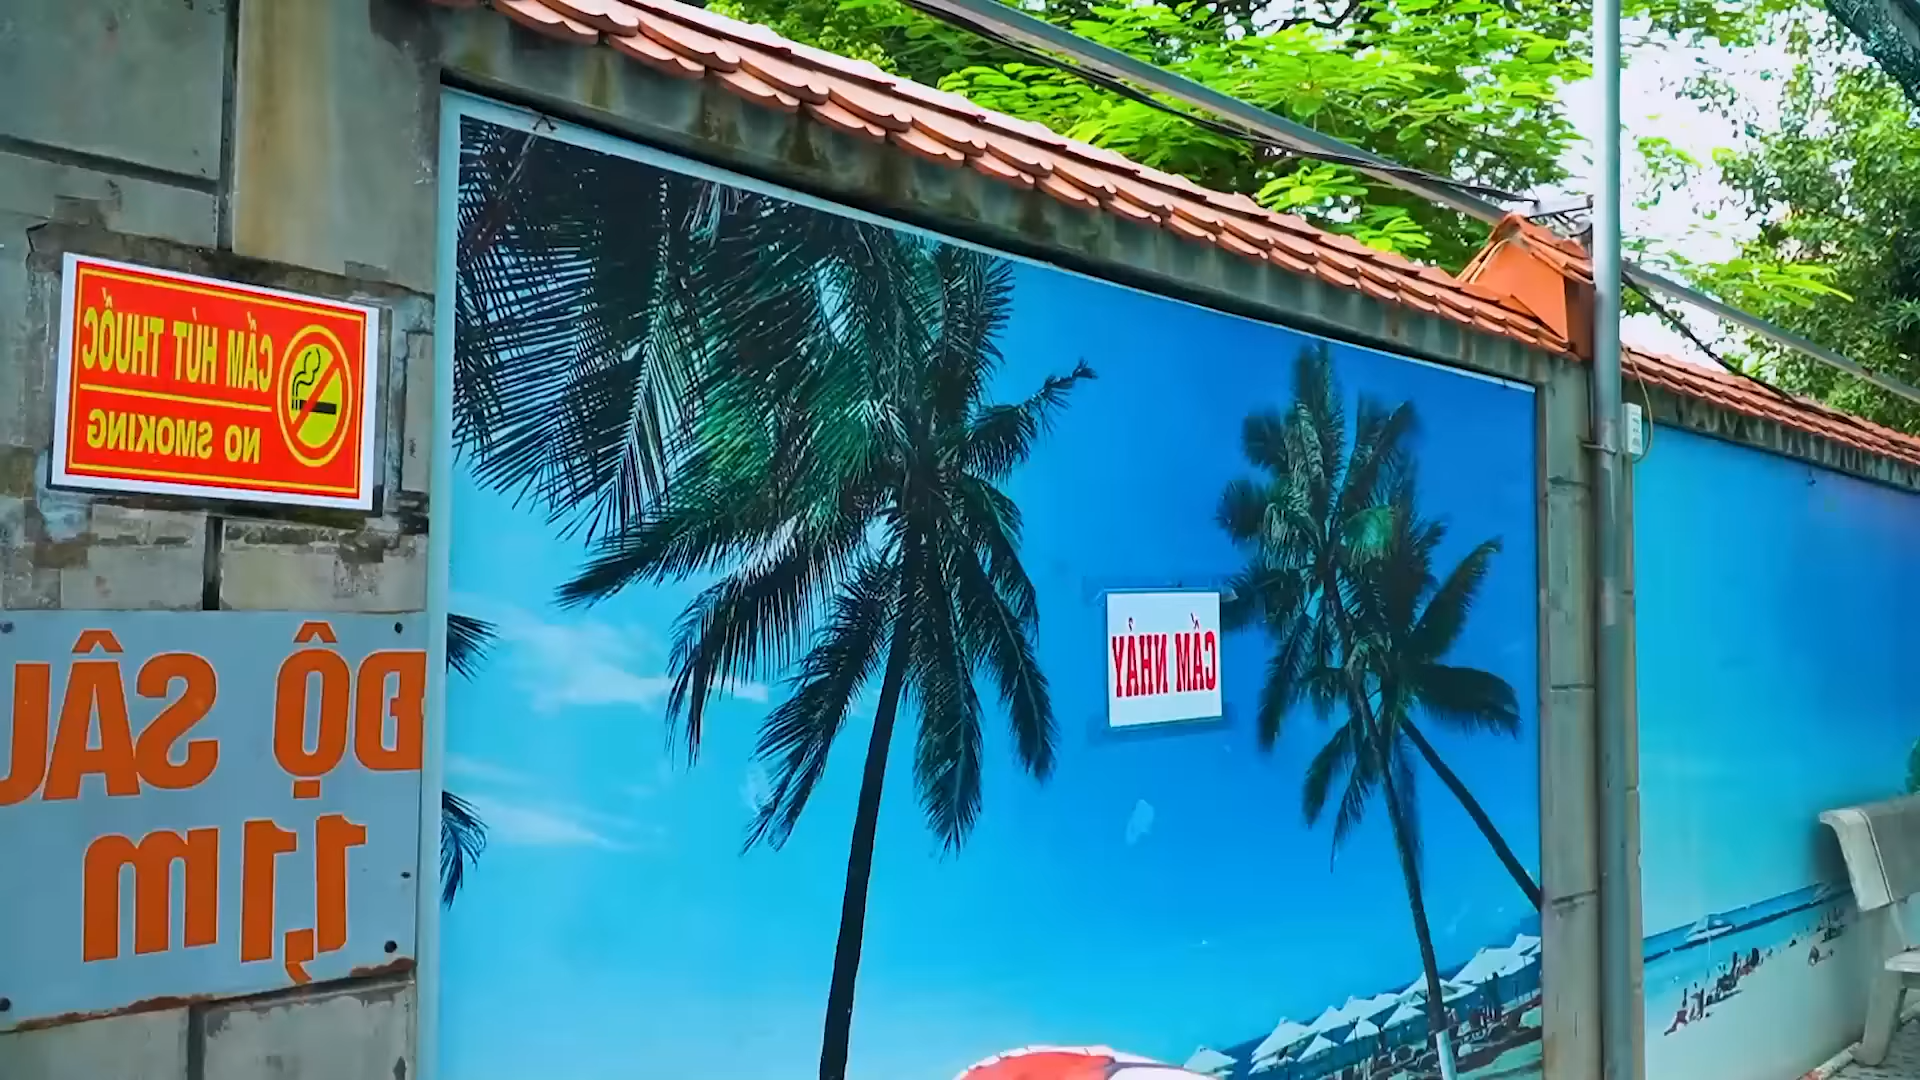 CẤM HÚT THUỐC
NO SMOKING
ĐỘ SÂU
1,1m
CẤM NHẢY